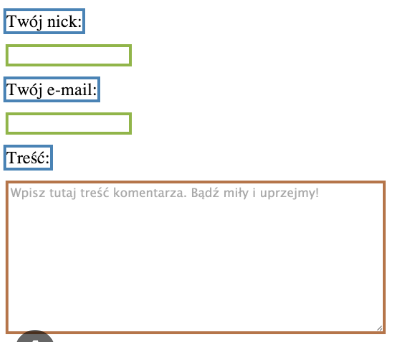 Twój nick:
Twój e-mail:
Treść:
Wpisz tutaj treść komentarza. Bądź miły i uprzejmy!